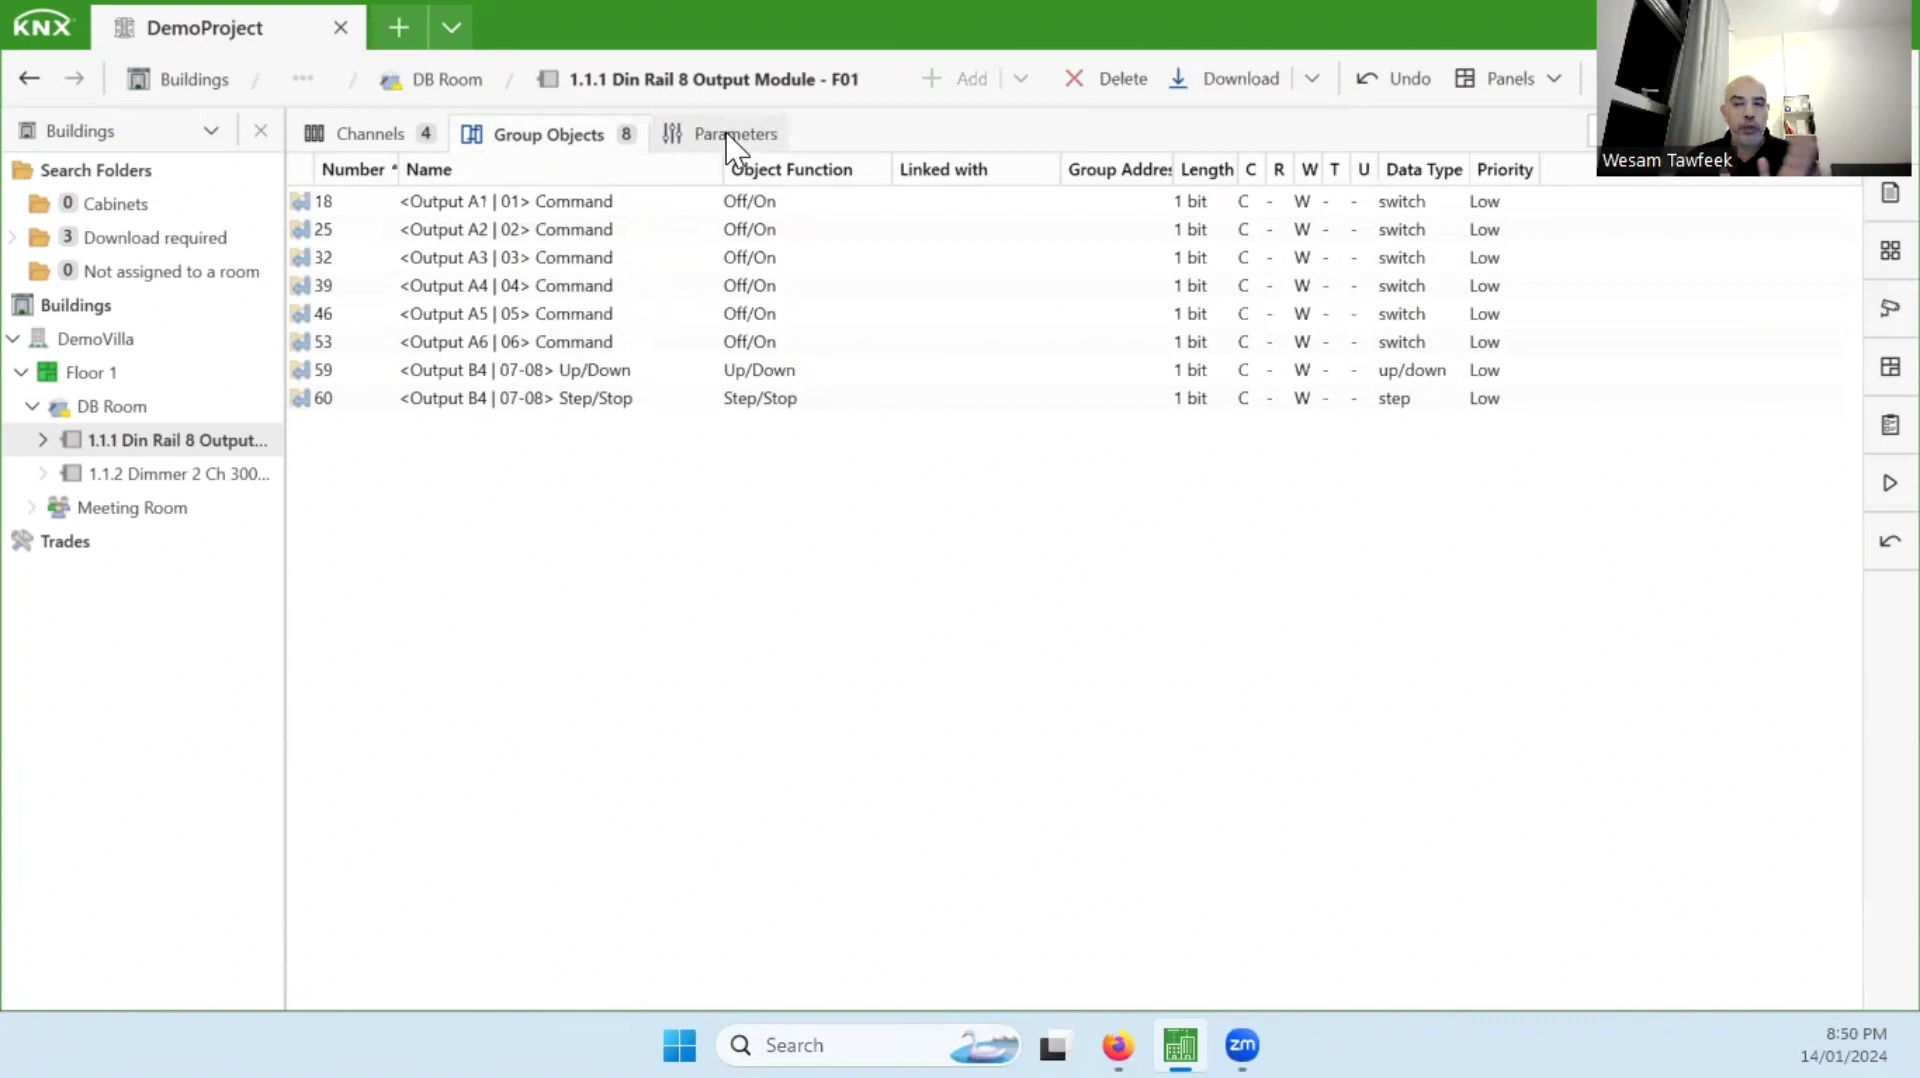 KNX DemoProject
Buildings / ••• / DB Room / 1.1.1 Din Rail 8 Output Module - F01 Add Delete Download Undo Panels
Wesam Tawfeek
Buildings
Channels 4 Group Objects 8 Parameters
Search Folders
0 Cabinets
3 Download required
0 Not assigned to a room
Buildings
DemoVilla
Floor 1
DB Room
1.1.1 Din Rail 8 Output...
1.1.2 Dimmer 2 Ch 300...
Meeting Room
Trades
Number Name Object Function Linked with Group Addres Length C R W T U Data Type Priority
18 <Output A1 | 01> Command Off/On 1 bit C - W - - switch Low
25 <Output A2 | 02> Command Off/On 1 bit C - W - - switch Low
32 <Output A3 | 03> Command Off/On 1 bit C - W - - switch Low
39 <Output A4 | 04> Command Off/On 1 bit C - W - - switch Low
46 <Output A5 | 05> Command Off/On 1 bit C - W - - switch Low
53 <Output A6 | 06> Command Off/On 1 bit C - W - - switch Low
59 <Output B4 | 07-08> Up/Down Up/Down 1 bit C - W - - up/down Low
60 <Output B4 | 07-08> Step/Stop Step/Stop 1 bit C - W - - step Low
Search
zm
8:50 PM
14/01/2024